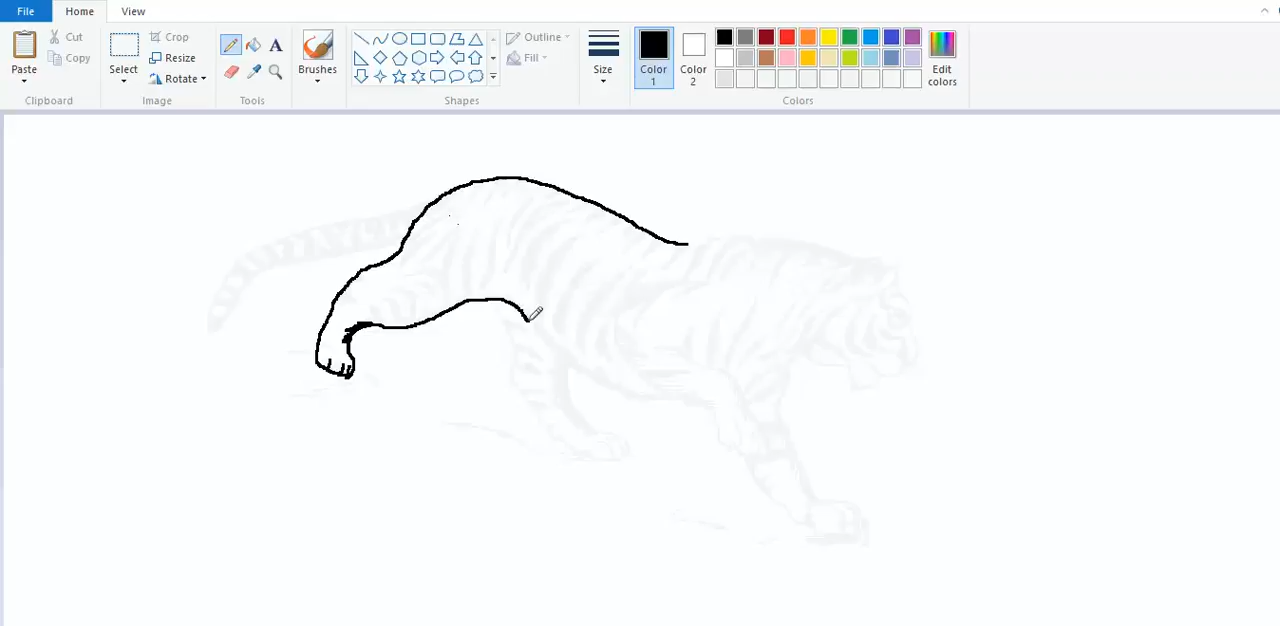 File Home View
Paste Cut Copy Select Crop Resize Rotate Brushes Outline Fill Size Color 1 Color 2 Edit colors
Clipboard Image Tools Shapes Colors